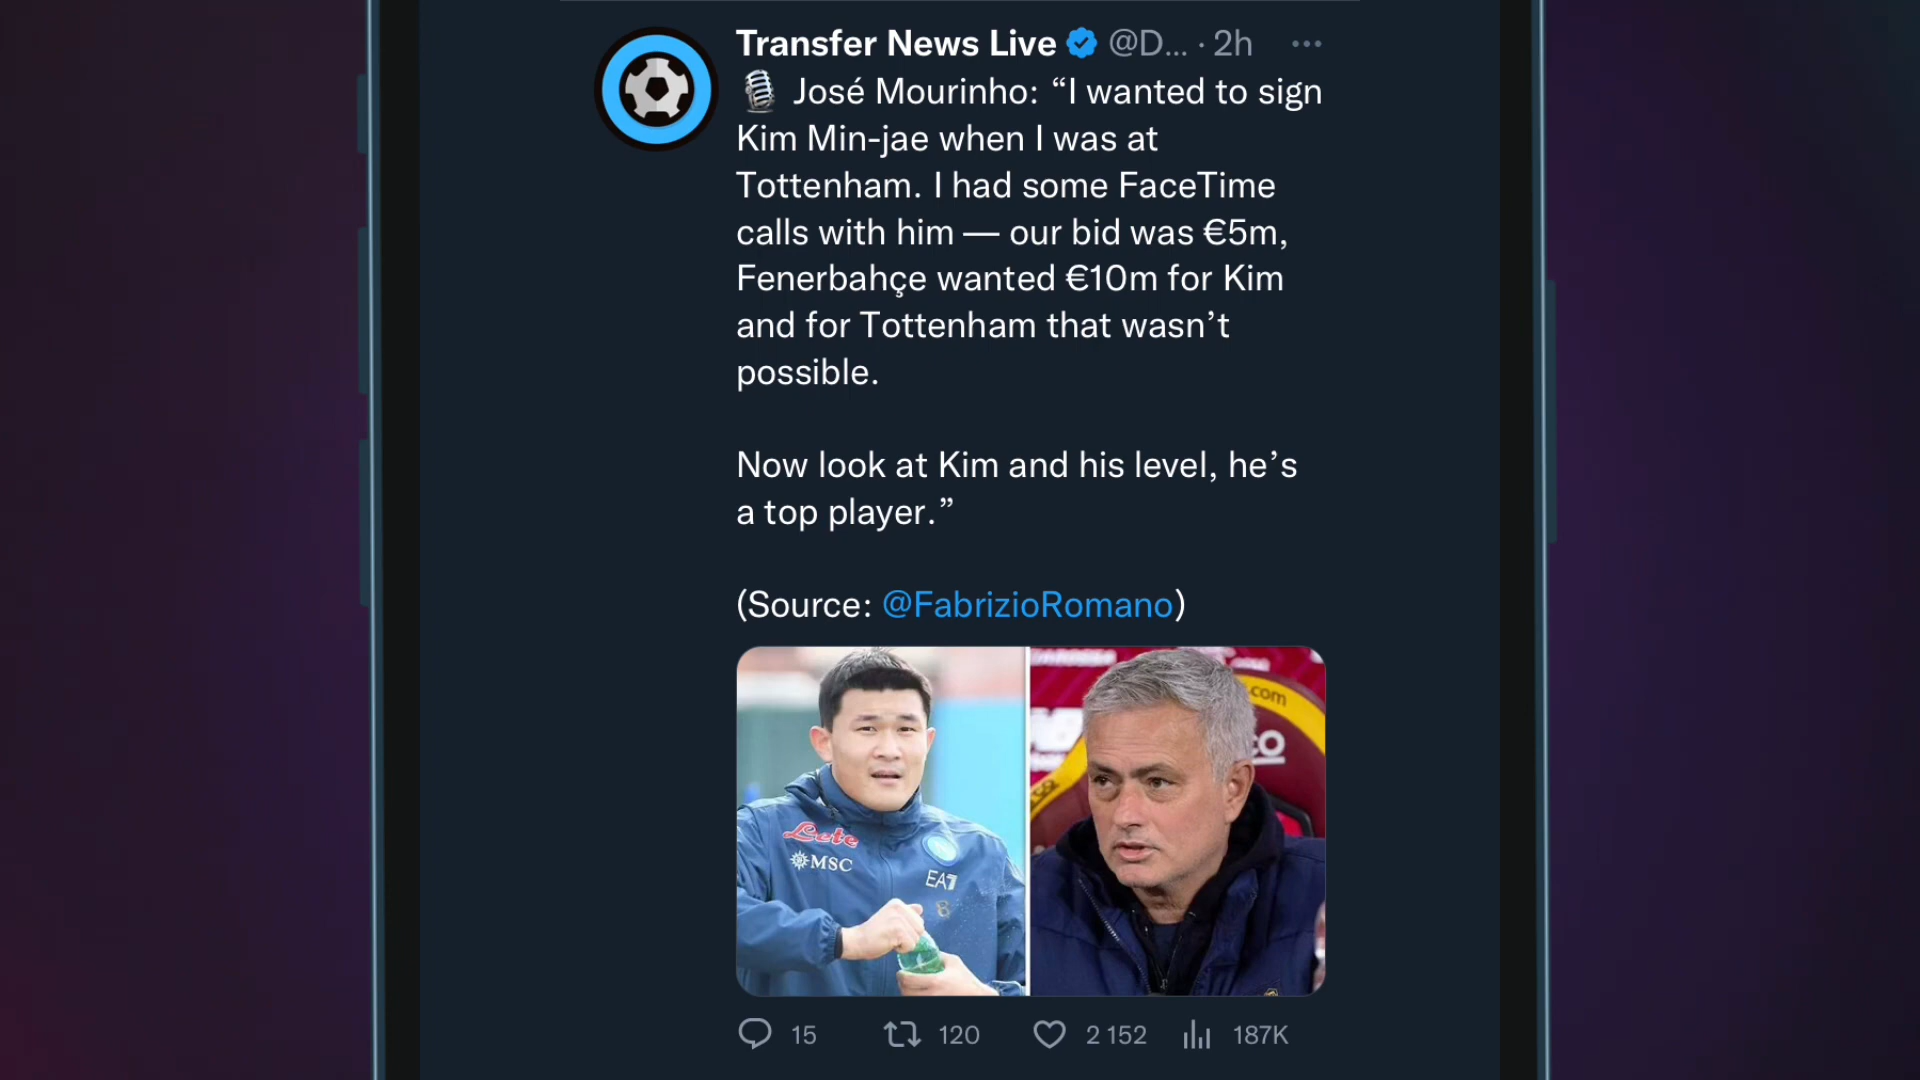 Transfer News Live @D... · 2h
José Mourinho: “I wanted to sign
Kim Min-jae when I was at
Tottenham. I had some FaceTime
calls with him — our bid was €5m,
Fenerbahçe wanted €10m for Kim
and for Tottenham that wasn’t
possible.
Now look at Kim and his level, he’s
a top player.”
(Source: @FabrizioRomano)
Lete
MSC
EA7
.com
15 120 2 152 187K